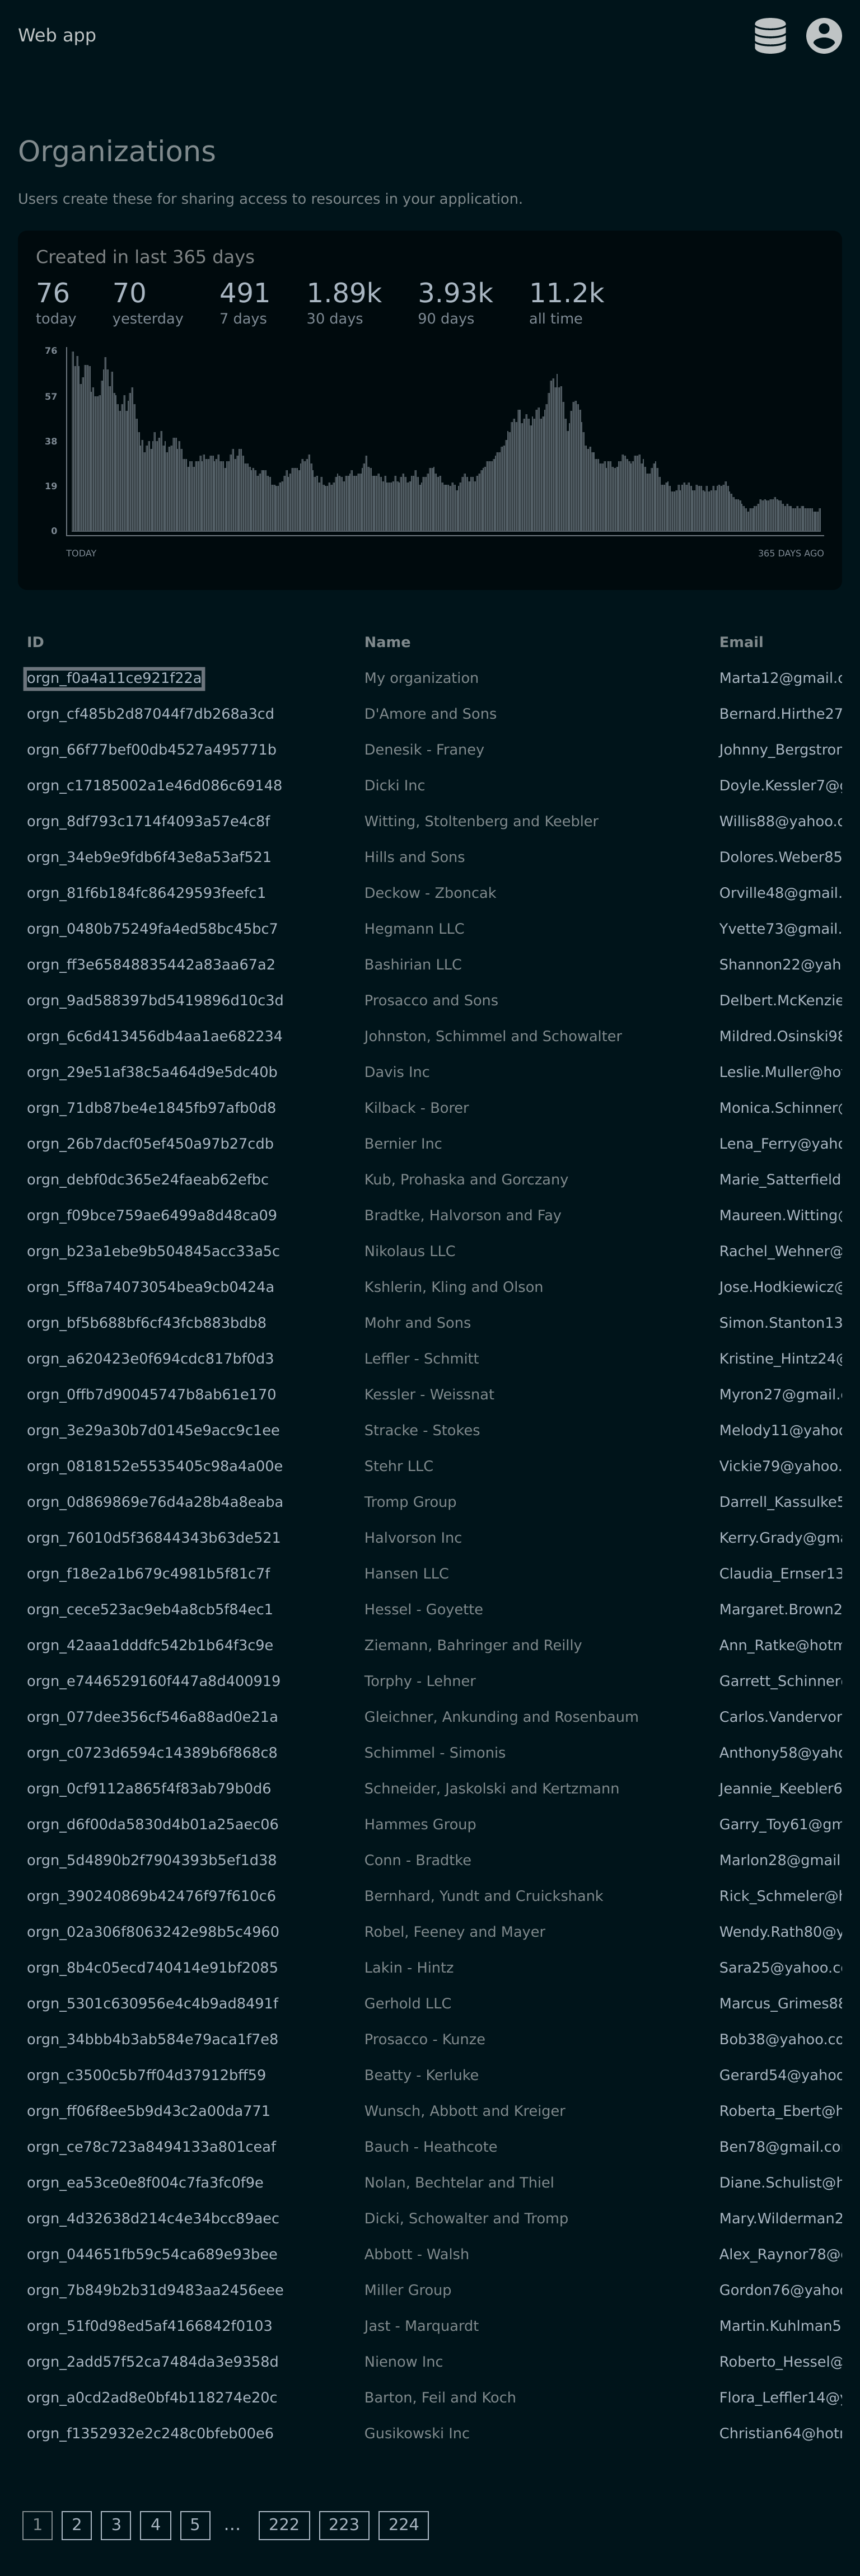 Web app
Organizations
Users create these for sharing access to resources in your application.
Created in last 365 days
76 70 491 1.89k 3.93k 11.2k
today yesterday 7 days 30 days 90 days all time
76
57
38
19
0
TODAY 365 DAYS AGO
ID Name Email
orgn_f0a4a11ce921f22a My organization Marta12@gmail.c
orgn_cf485b2d87044f7db268a3cd D'Amore and Sons Bernard.Hirthe27
orgn_66f77bef00db4527a495771b Denesik - Franey Johnny_Bergstror
orgn_c17185002a1e46d086c69148 Dicki Inc Doyle.Kessler7@g
orgn_8df793c1714f4093a57e4c8f Witting, Stoltenberg and Keebler Willis88@yahoo.c
orgn_34eb9e9fdb6f43e8a53af521 Hills and Sons Dolores.Weber85
orgn_81f6b184fc86429593feefc1 Deckow - Zboncak Orville48@gmail.
orgn_0480b75249fa4ed58bc45bc7 Hegmann LLC Yvette73@gmail.
orgn_ff3e65848835442a83aa67a2 Bashirian LLC Shannon22@yah
orgn_9ad588397bd5419896d10c3d Prosacco and Sons Delbert.McKenzie
orgn_6c6d413456db4aa1ae682234 Johnston, Schimmel and Schowalter Mildred.Osinski98
orgn_29e51af38c5a464d9e5dc40b Davis Inc Leslie.Muller@ho
orgn_71db87be4e1845fb97afb0d8 Kilback - Borer Monica.Schinner@
orgn_26b7dacf05ef450a97b27cdb Bernier Inc Lena_Ferry@yaho
orgn_debf0dc365e24faeab62efbc Kub, Prohaska and Gorczany Marie_Satterfield
orgn_f09bce759ae6499a8d48ca09 Bradtke, Halvorson and Fay Maureen.Witting@
orgn_b23a1ebe9b504845acc33a5c Nikolaus LLC Rachel_Wehner@
orgn_5ff8a74073054bea9cb0424a Kshlerin, Kling and Olson Jose.Hodkiewicz@
orgn_bf5b688bf6cf43fcb883bdb8 Mohr and Sons Simon.Stanton13
orgn_a620423e0f694cdc817bf0d3 Leffler - Schmitt Kristine_Hintz24@
orgn_0ffb7d90045747b8ab61e170 Kessler - Weissnat Myron27@gmail.
orgn_3e29a30b7d0145e9acc9c1ee Stracke - Stokes Melody11@yahoo
orgn_0818152e5535405c98a4a00e Stehr LLC Vickie79@yahoo.
orgn_0d869869e76d4a28b4a8eaba Tromp Group Darrell_Kassulke5
orgn_76010d5f36844343b63de521 Halvorson Inc Kerry.Grady@gma
orgn_f18e2a1b679c4981b5f81c7f Hansen LLC Claudia_Ernser13
orgn_cece523ac9eb4a8cb5f84ec1 Hessel - Goyette Margaret.Brown2
orgn_42aaa1dddfc542b1b64f3c9e Ziemann, Bahringer and Reilly Ann_Ratke@hotm
orgn_e7446529160f447a8d400919 Torphy - Lehner Garrett_Schinner
orgn_077dee356cf546a88ad0e21a Gleichner, Ankunding and Rosenbaum Carlos.Vandervor
orgn_c0723d6594c14389b6f868c8 Schimmel - Simonis Anthony58@yaho
orgn_0cf9112a865f4f83ab79b0d6 Schneider, Jaskolski and Kertzmann Jeannie_Keebler6
orgn_d6f00da5830d4b01a25aec06 Hammes Group Garry_Toy61@gm
orgn_5d4890b2f7904393b5ef1d38 Conn - Bradtke Marlon28@gmail
orgn_390240869b42476f97f610c6 Bernhard, Yundt and Cruickshank Rick_Schmeler@h
orgn_02a306f8063242e98b5c4960 Robel, Feeney and Mayer Wendy.Rath80@y
orgn_8b4c05ecd740414e91bf2085 Lakin - Hintz Sara25@yahoo.c
orgn_5301c630956e4c4b9ad8491f Gerhold LLC Marcus_Grimes88
orgn_34bbb4b3ab584e79aca1f7e8 Prosacco - Kunze Bob38@yahoo.co
orgn_c3500c5b7ff04d37912bff59 Beatty - Kerluke Gerard54@yahoo
orgn_ff06f8ee5b9d43c2a00da771 Wunsch, Abbott and Kreiger Roberta_Ebert@h
orgn_ce78c723a8494133a801ceaf Bauch - Heathcote Ben78@gmail.co
orgn_ea53ce0e8f004c7fa3fc0f9e Nolan, Bechtelar and Thiel Diane.Schulist@h
orgn_4d32638d214c4e34bcc89aec Dicki, Schowalter and Tromp Mary.Wilderman2
orgn_044651fb59c54ca689e93bee Abbott - Walsh Alex_Raynor78@
orgn_7b849b2b31d9483aa2456eee Miller Group Gordon76@yaho
orgn_51f0d98ed5af4166842f0103 Jast - Marquardt Martin.Kuhlman5
orgn_2add57f52ca7484da3e9358d Nienow Inc Roberto_Hessel@
orgn_a0cd2ad8e0bf4b118274e20c Barton, Feil and Koch Flora_Leffler14@y
orgn_f1352932e2c248c0bfeb00e6 Gusikowski Inc Christian64@hot
1 2 3 4 5 … 222 223 224